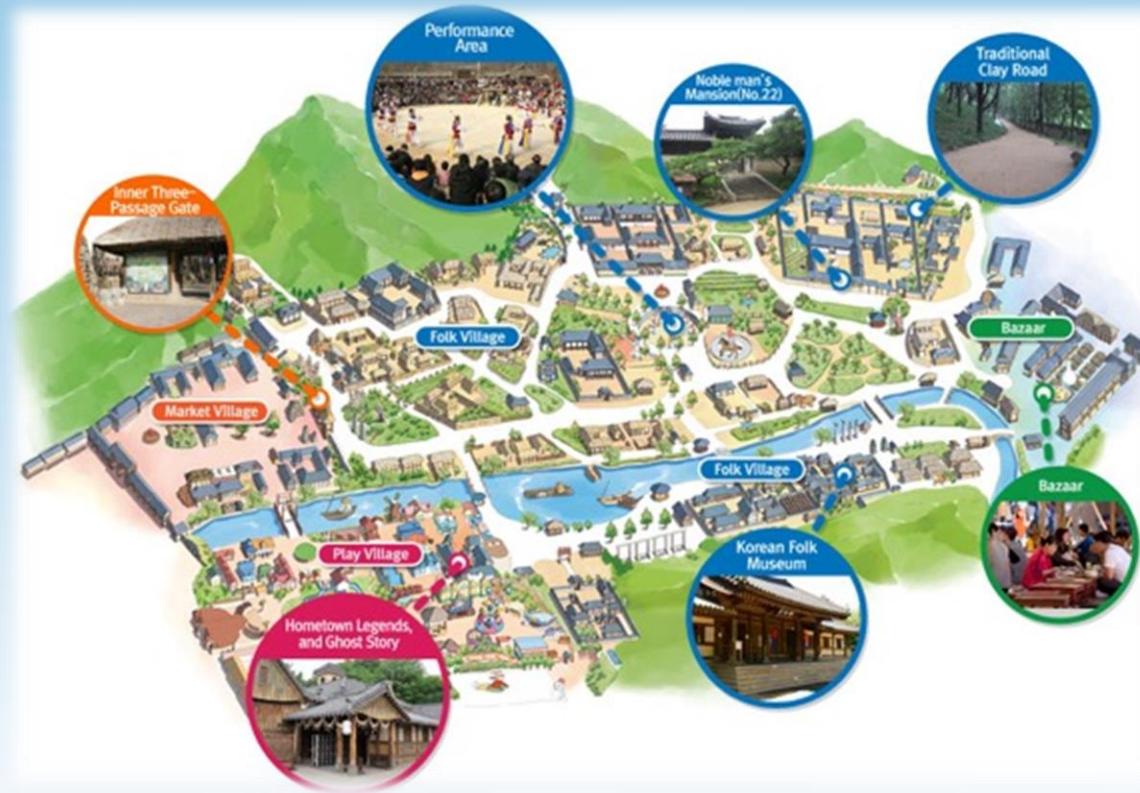 Performance
Area
Noble man's
Mansion(No.22)
Traditional
Clay Road
Inner Three-
Passage Gate
Folk Village
Bazaar
Market Village
Folk Village
Bazaar
Play Village
Korean Folk
Museum
Hometown Legends,
and Ghost Story